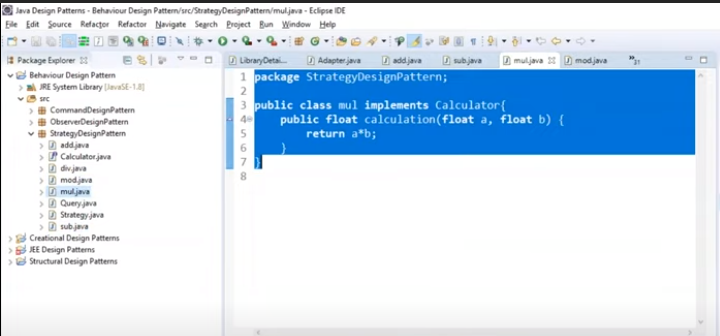 Java Design Patterns - Behaviour Design Pattern/src/StrategyDesignPattern/mul.java - Eclipse IDE
File Edit Source Refactor Refactor Navigate Search Project Run Window Help
Package Explorer
LibraryDetai... Adapter.java add.java sub.java mul.java mod.java »21
Behaviour Design Pattern
JRE System Library [JavaSE-1.8]
src
CommandDesignPattern
ObserverDesignPattern
StrategyDesignPattern
add.java
Calculator.java
div.java
mod.java
mul.java
Query.java
Strategy.java
sub.java
Creational Design Patterns
JEE Design Patterns
Structural Design Patterns
1 package StrategyDesignPattern;
2
3 public class mul implements Calculator{
4 public float calculation(float a, float b) {
5 return a*b;
6 }
7 }
8